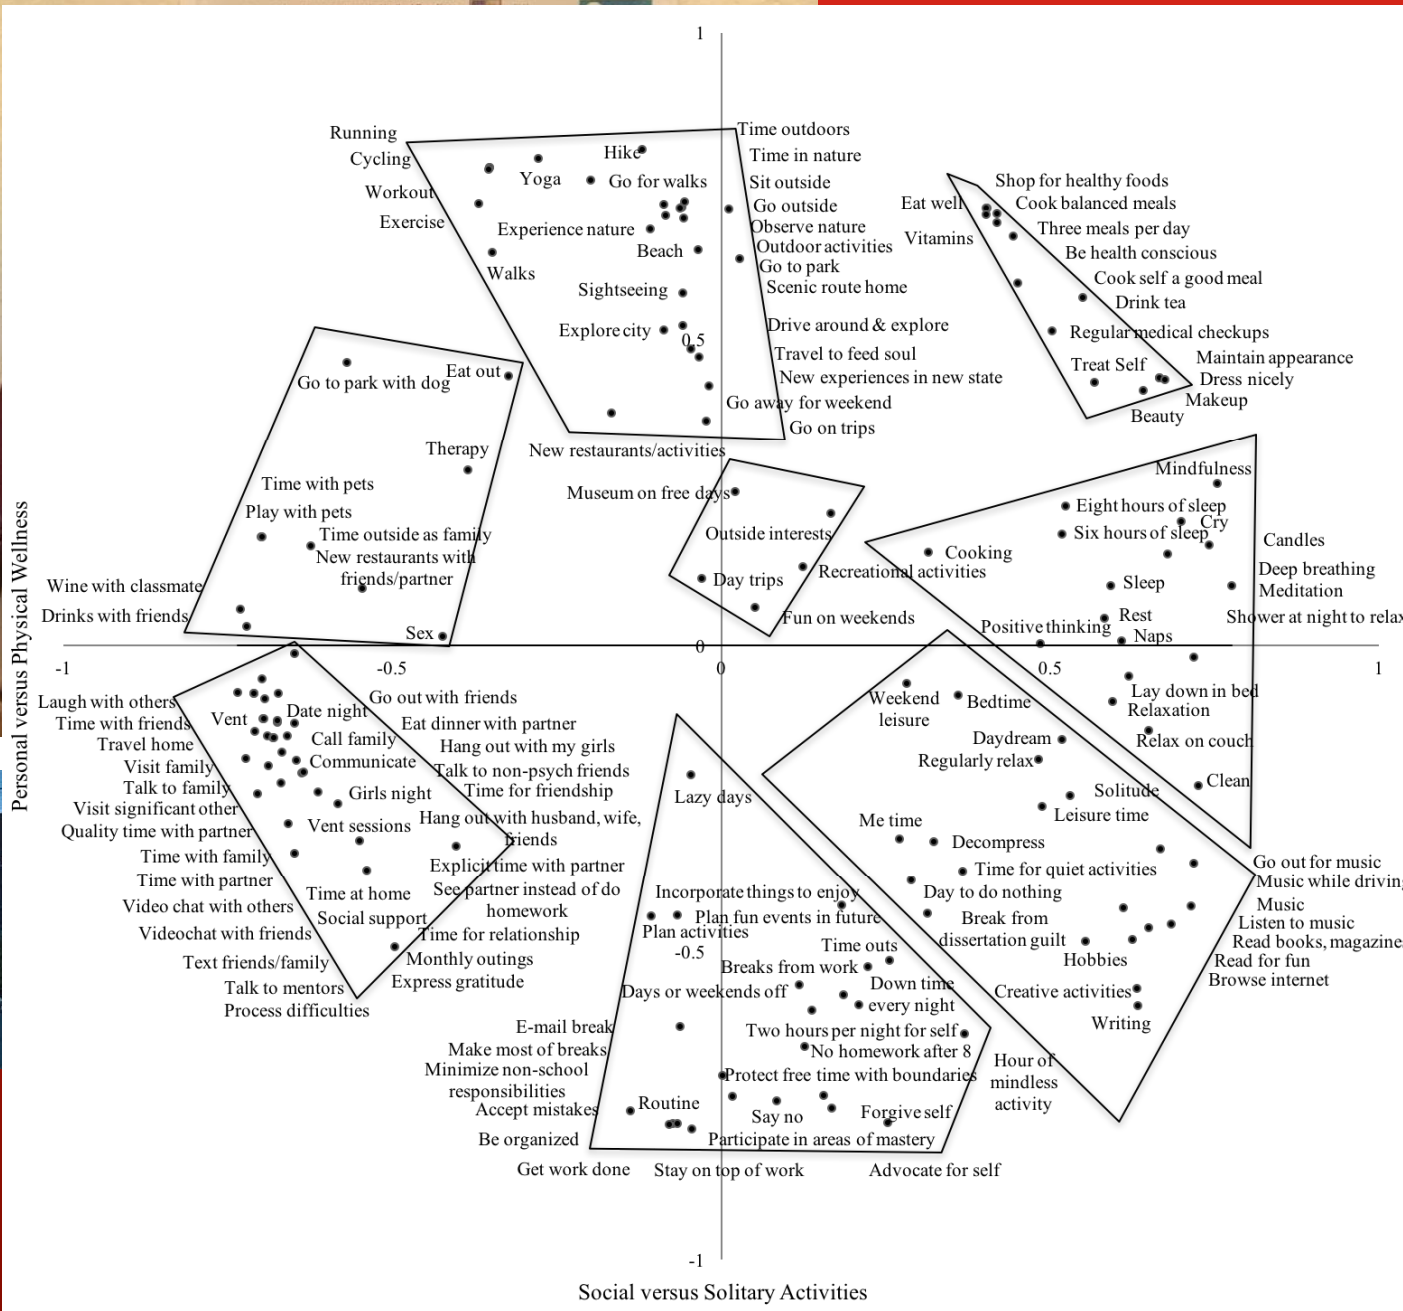 1
Running
Time outdoors
Cycling
Hike
Time in nature
Yoga
Go for walks
Sit outside
Shop for healthy foods
Workout
Go outside
Eat well
Cook balanced meals
Exercise
Experience nature
Observe nature
Three meals per day
Vitamins
Beach
Outdoor activities
Be health conscious
Walks
Go to park
Cook self a good meal
Sightseeing
Scenic route home
Drink tea
Explore city
Drive around & explore
Regular medical checkups
0.5
Travel to feed soul
Maintain appearance
Treat Self
Go to park with dog
Eat out
New experiences in new state
Dress nicely
Go away for weekend
Makeup
Beauty
Go on trips
Therapy
New restaurants/activities
Mindfulness
Time with pets
Museum on free days
Eight hours of sleep
Play with pets
Cry
Time outside as family
Outside interests
Six hours of sleep
Candles
New restaurants with
friends/partner
Cooking
Deep breathing
Wine with classmate
Day trips
Recreational activities
Sleep
Meditation
Drinks with friends
Fun on weekends
Rest
Shower at night to relax
Sex
Positive thinking
Naps
0
-1
-0.5
0
0.5
1
Personal versus Physical Wellness
Laugh with others
Go out with friends
Weekend
leisure
Bedtime
Lay down in bed
Time with friends
Vent
Date night
Eat dinner with partner
Relaxation
Travel home
Call family
Hang out with my girls
Daydream
Relax on couch
Visit family
Communicate
Talk to non-psych friends
Regularly relax
Talk to family
Girls night
Time for friendship
Lazy days
Solitude
Clean
Visit significant other
Leisure time
Quality time with partner
Vent sessions
Hang out with husband, wife,
friends
Me time
Time with family
Explicit time with partner
Decompress
Go out for music
Time with partner
Time at home
See partner instead of do
homework
Time for quiet activities
Music while driving
Video chat with others
Social support
Incorporate things to enjoy
Day to do nothing
Music
Videochat with friends
Time for relationship
Plan fun events in future
Plan activities
Break from
dissertation guilt
Listen to music
Text friends/family
Monthly outings
-0.5
Time outs
Hobbies
Read books, magazines
Talk to mentors
Express gratitude
Breaks from work
Read for fun
Process difficulties
Days or weekends off
Down time
every night
Creative activities
Browse internet
E-mail break
Two hours per night for self
Writing
Make most of breaks
No homework after 8
Hour of
mindless
activity
Minimize non-school
responsibilities
Protect free time with boundaries
Accept mistakes
Routine
Say no
Forgive self
Be organized
Participate in areas of mastery
Get work done
Stay on top of work
Advocate for self
-1
Social versus Solitary Activities